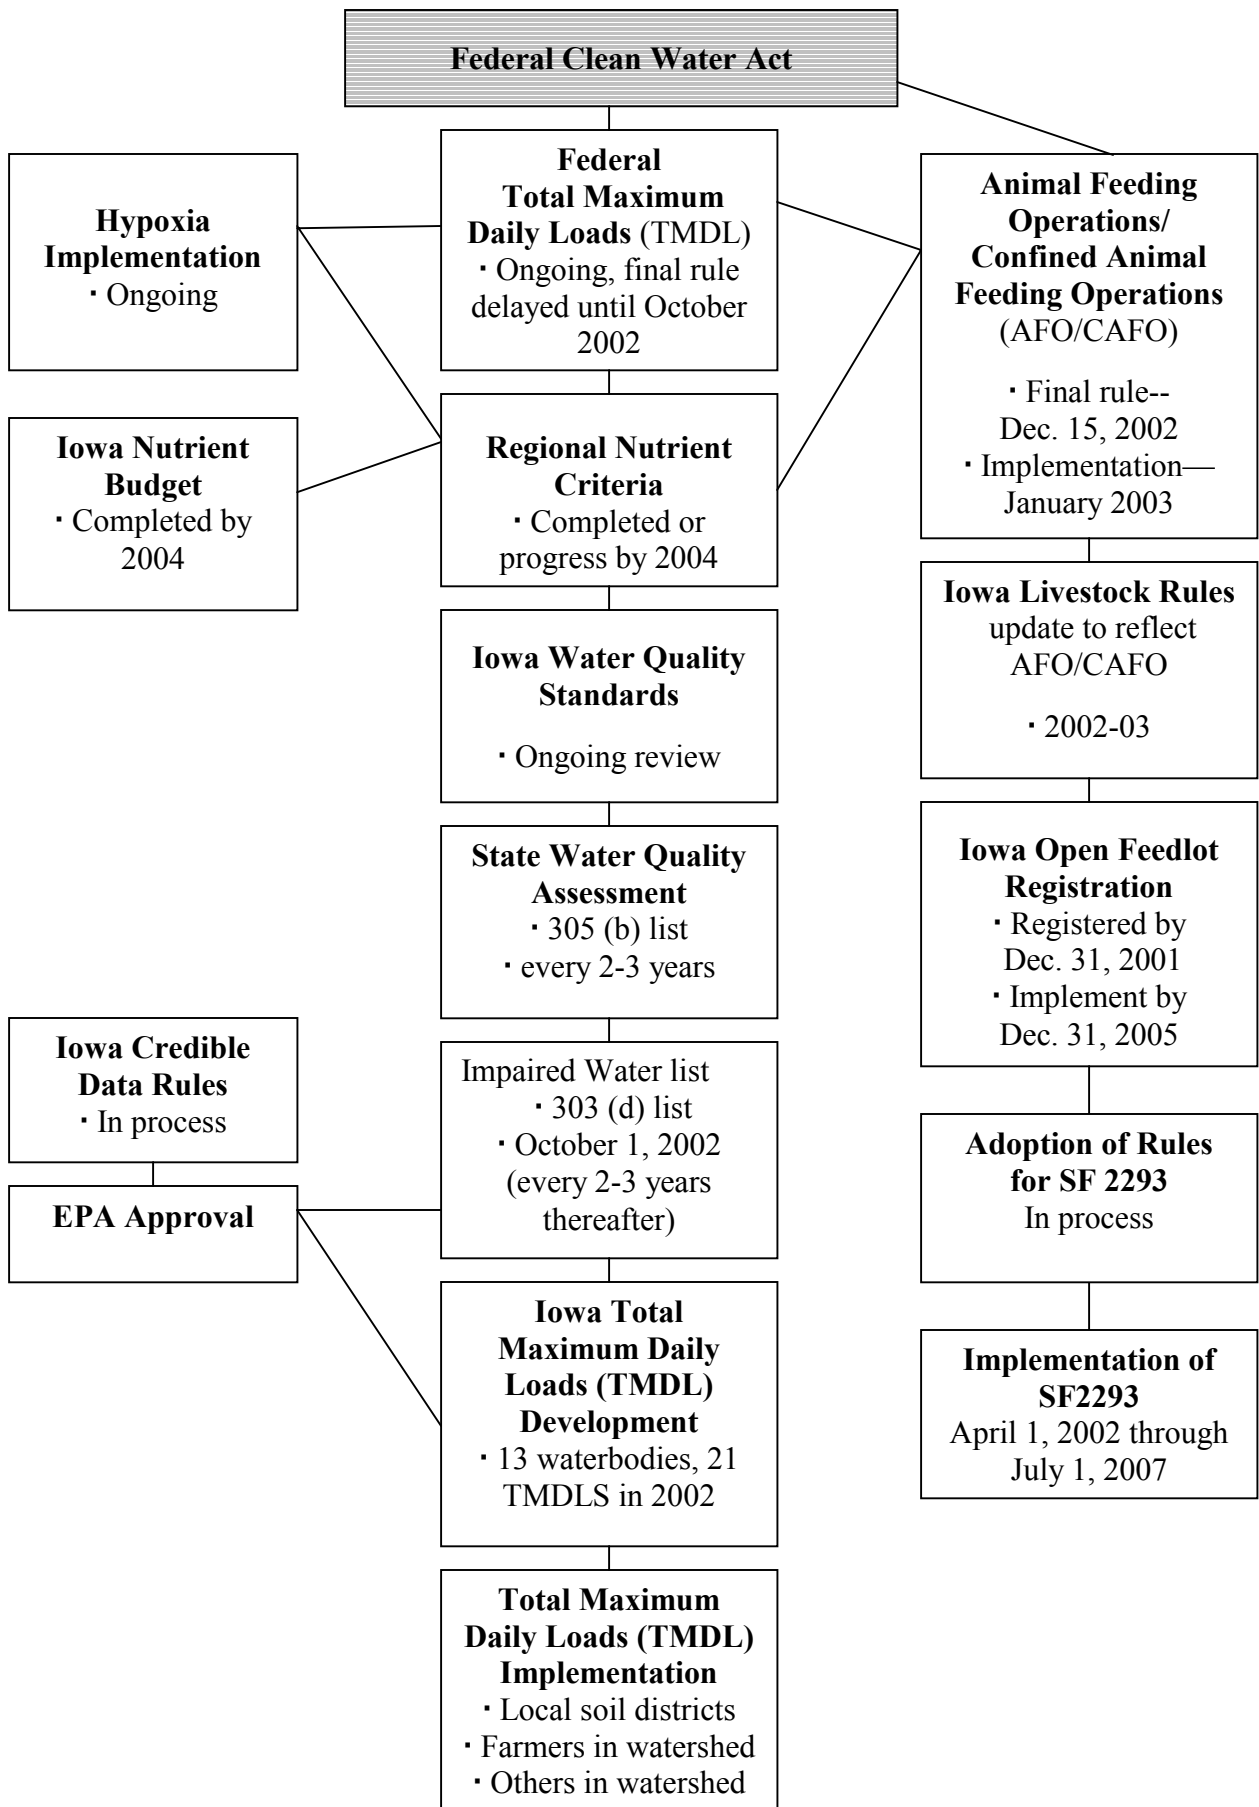 Federal Clean Water Act
Hypoxia
Implementation
· Ongoing
Iowa Nutrient
Budget
· Completed by
2004
Iowa Credible
Data Rules
· In process
EPA Approval
Federal
Total Maximum
Daily Loads (TMDL)
· Ongoing, final rule
delayed until October
2002
Regional Nutrient
Criteria
· Completed or
progress by 2004
Iowa Water Quality
Standards
· Ongoing review
State Water Quality
Assessment
· 305 (b) list
· every 2-3 years
Impaired Water list
· 303 (d) list
· October 1, 2002
(every 2-3 years
thereafter)
Iowa Total
Maximum Daily
Loads (TMDL)
Development
· 13 waterbodies, 21
TMDLS in 2002
Total Maximum
Daily Loads (TMDL)
Implementation
· Local soil districts
· Farmers in watershed
· Others in watershed
Animal Feeding
Operations/
Confined Animal
Feeding Operations
(AFO/CAFO)
· Final rule--
Dec. 15, 2002
· Implementation—
January 2003
Iowa Livestock Rules
update to reflect
AFO/CAFO
· 2002-03
Iowa Open Feedlot
Registration
· Registered by
Dec. 31, 2001
· Implement by
Dec. 31, 2005
Adoption of Rules
for SF 2293
In process
Implementation of
SF2293
April 1, 2002 through
July 1, 2007